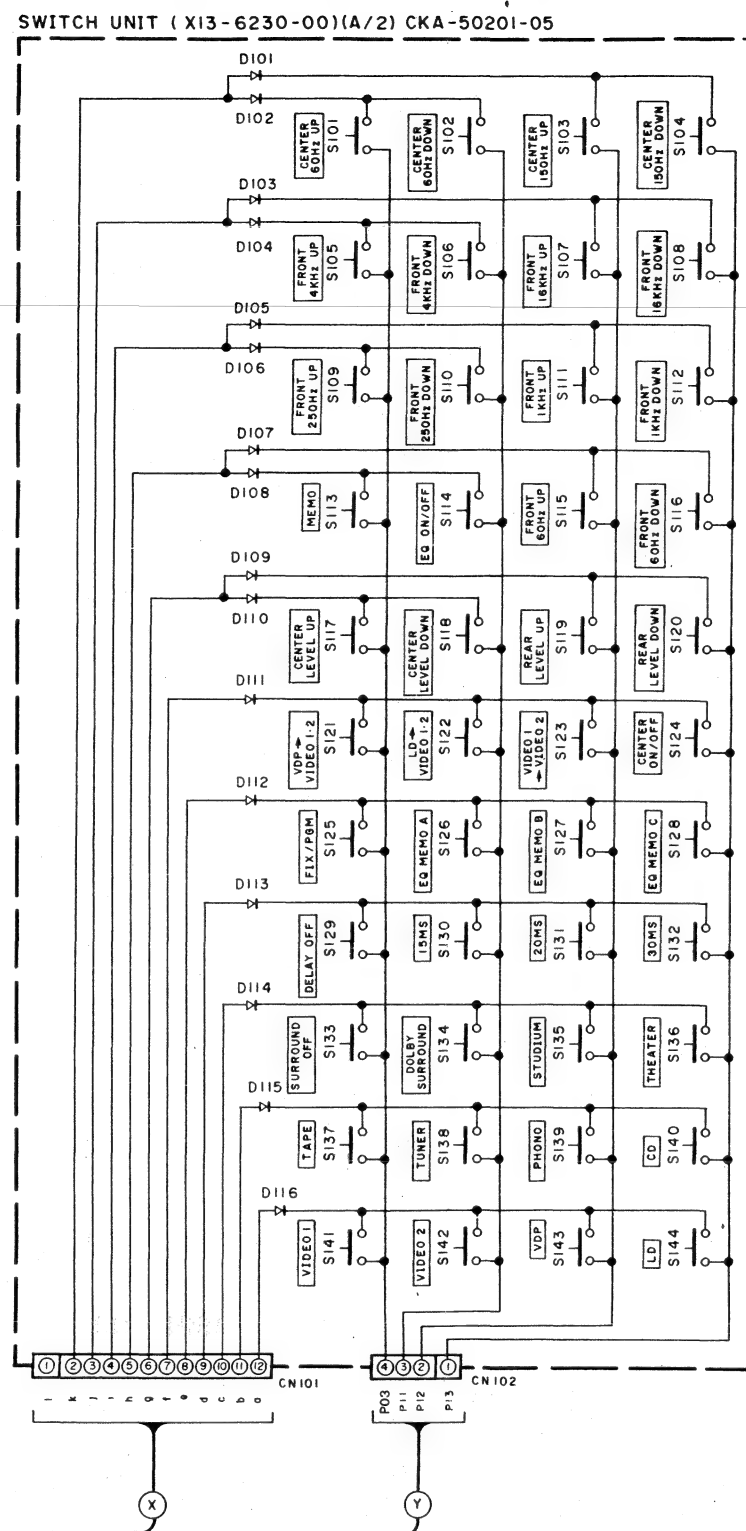 SWITCH UNIT (X13-6230-00)(A/2) CKA-50201-05
D101
D102
CENTER
60Hz UP
S101
CENTER
60Hz DOWN
S102
CENTER
150Hz UP
S103
CENTER
150Hz DOWN
S104
D103
D104
FRONT
4KHz UP
S105
FRONT
4KHz DOWN
S106
FRONT
16KHz UP
S107
FRONT
16KHz DOWN
S108
D105
D106
FRONT
250Hz UP
S109
FRONT
250Hz DOWN
S110
FRONT
1KHz UP
S111
FRONT
1KHz DOWN
S112
D107
D108
MEMO
S113
EQ ON/OFF
S114
FRONT
60Hz UP
S115
FRONT
60Hz DOWN
S116
D109
D110
CENTER
LEVEL UP
S117
CENTER
LEVEL DOWN
S118
REAR
LEVEL UP
S119
REAR
LEVEL DOWN
S120
D111
VDP→
VIDEO 1·2
S121
LD→
VIDEO 1·2
S122
VIDEO 1
→VIDEO 2
S123
CENTER
ON/OFF
S124
D112
FIX/PGM
S125
EQ MEMO A
S126
EQ MEMO B
S127
EQ MEMO C
S128
D113
DELAY OFF
S129
15MS
S130
20MS
S131
30MS
S132
D114
SURROUND
OFF
S133
DOLBY
SURROUND
S134
STUDIUM
S135
THEATER
S136
D115
TAPE
S137
TUNER
S138
PHONO
S139
CD
S140
D116
VIDEO 1
S141
VIDEO 2
S142
VDP
S143
LD
S144
1 2 3 4 5 6 7 8 9 10 11 12
CN101
4 3 2 1
CN102
l k j i h g f e d c b a
P03 P11 P12 P13
X
Y